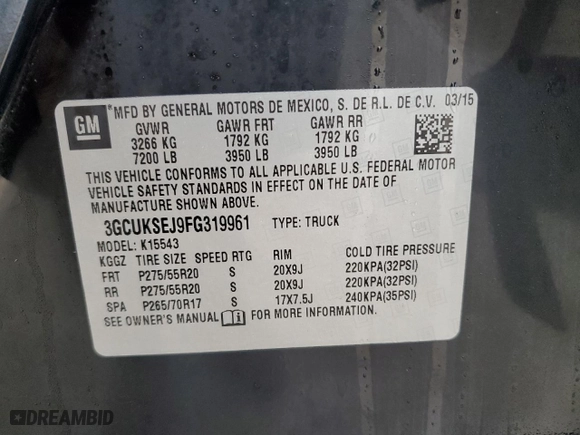 GM
*MFD BY GENERAL MOTORS DE MEXICO, S. DE R.L. DE C.V. 03/15
GVWR GAWR FRT GAWR RR
3266 KG 1792 KG 1792 KG
7200 LB 3950 LB 3950 LB
THIS VEHICLE CONFORMS TO ALL APPLICABLE U.S. FEDERAL MOTOR
VEHICLE SAFETY STANDARDS IN EFFECT ON THE DATE OF
MANUFACTURE SHOWN ABOVE.
3GCUKSEJ9FG319961 TYPE: TRUCK
MODEL: K15543
KGGZ TIRE SIZE SPEED RTG RIM COLD TIRE PRESSURE
FRT P275/55R20 S 20X9J 220KPA(32PSI)
RR P275/55R20 S 20X9J 220KPA(32PSI)
SPA P265/70R17 S 17X7.5J 240KPA(35PSI)
SEE OWNER'S MANUAL FOR MORE INFORMATION.
DREAMBID